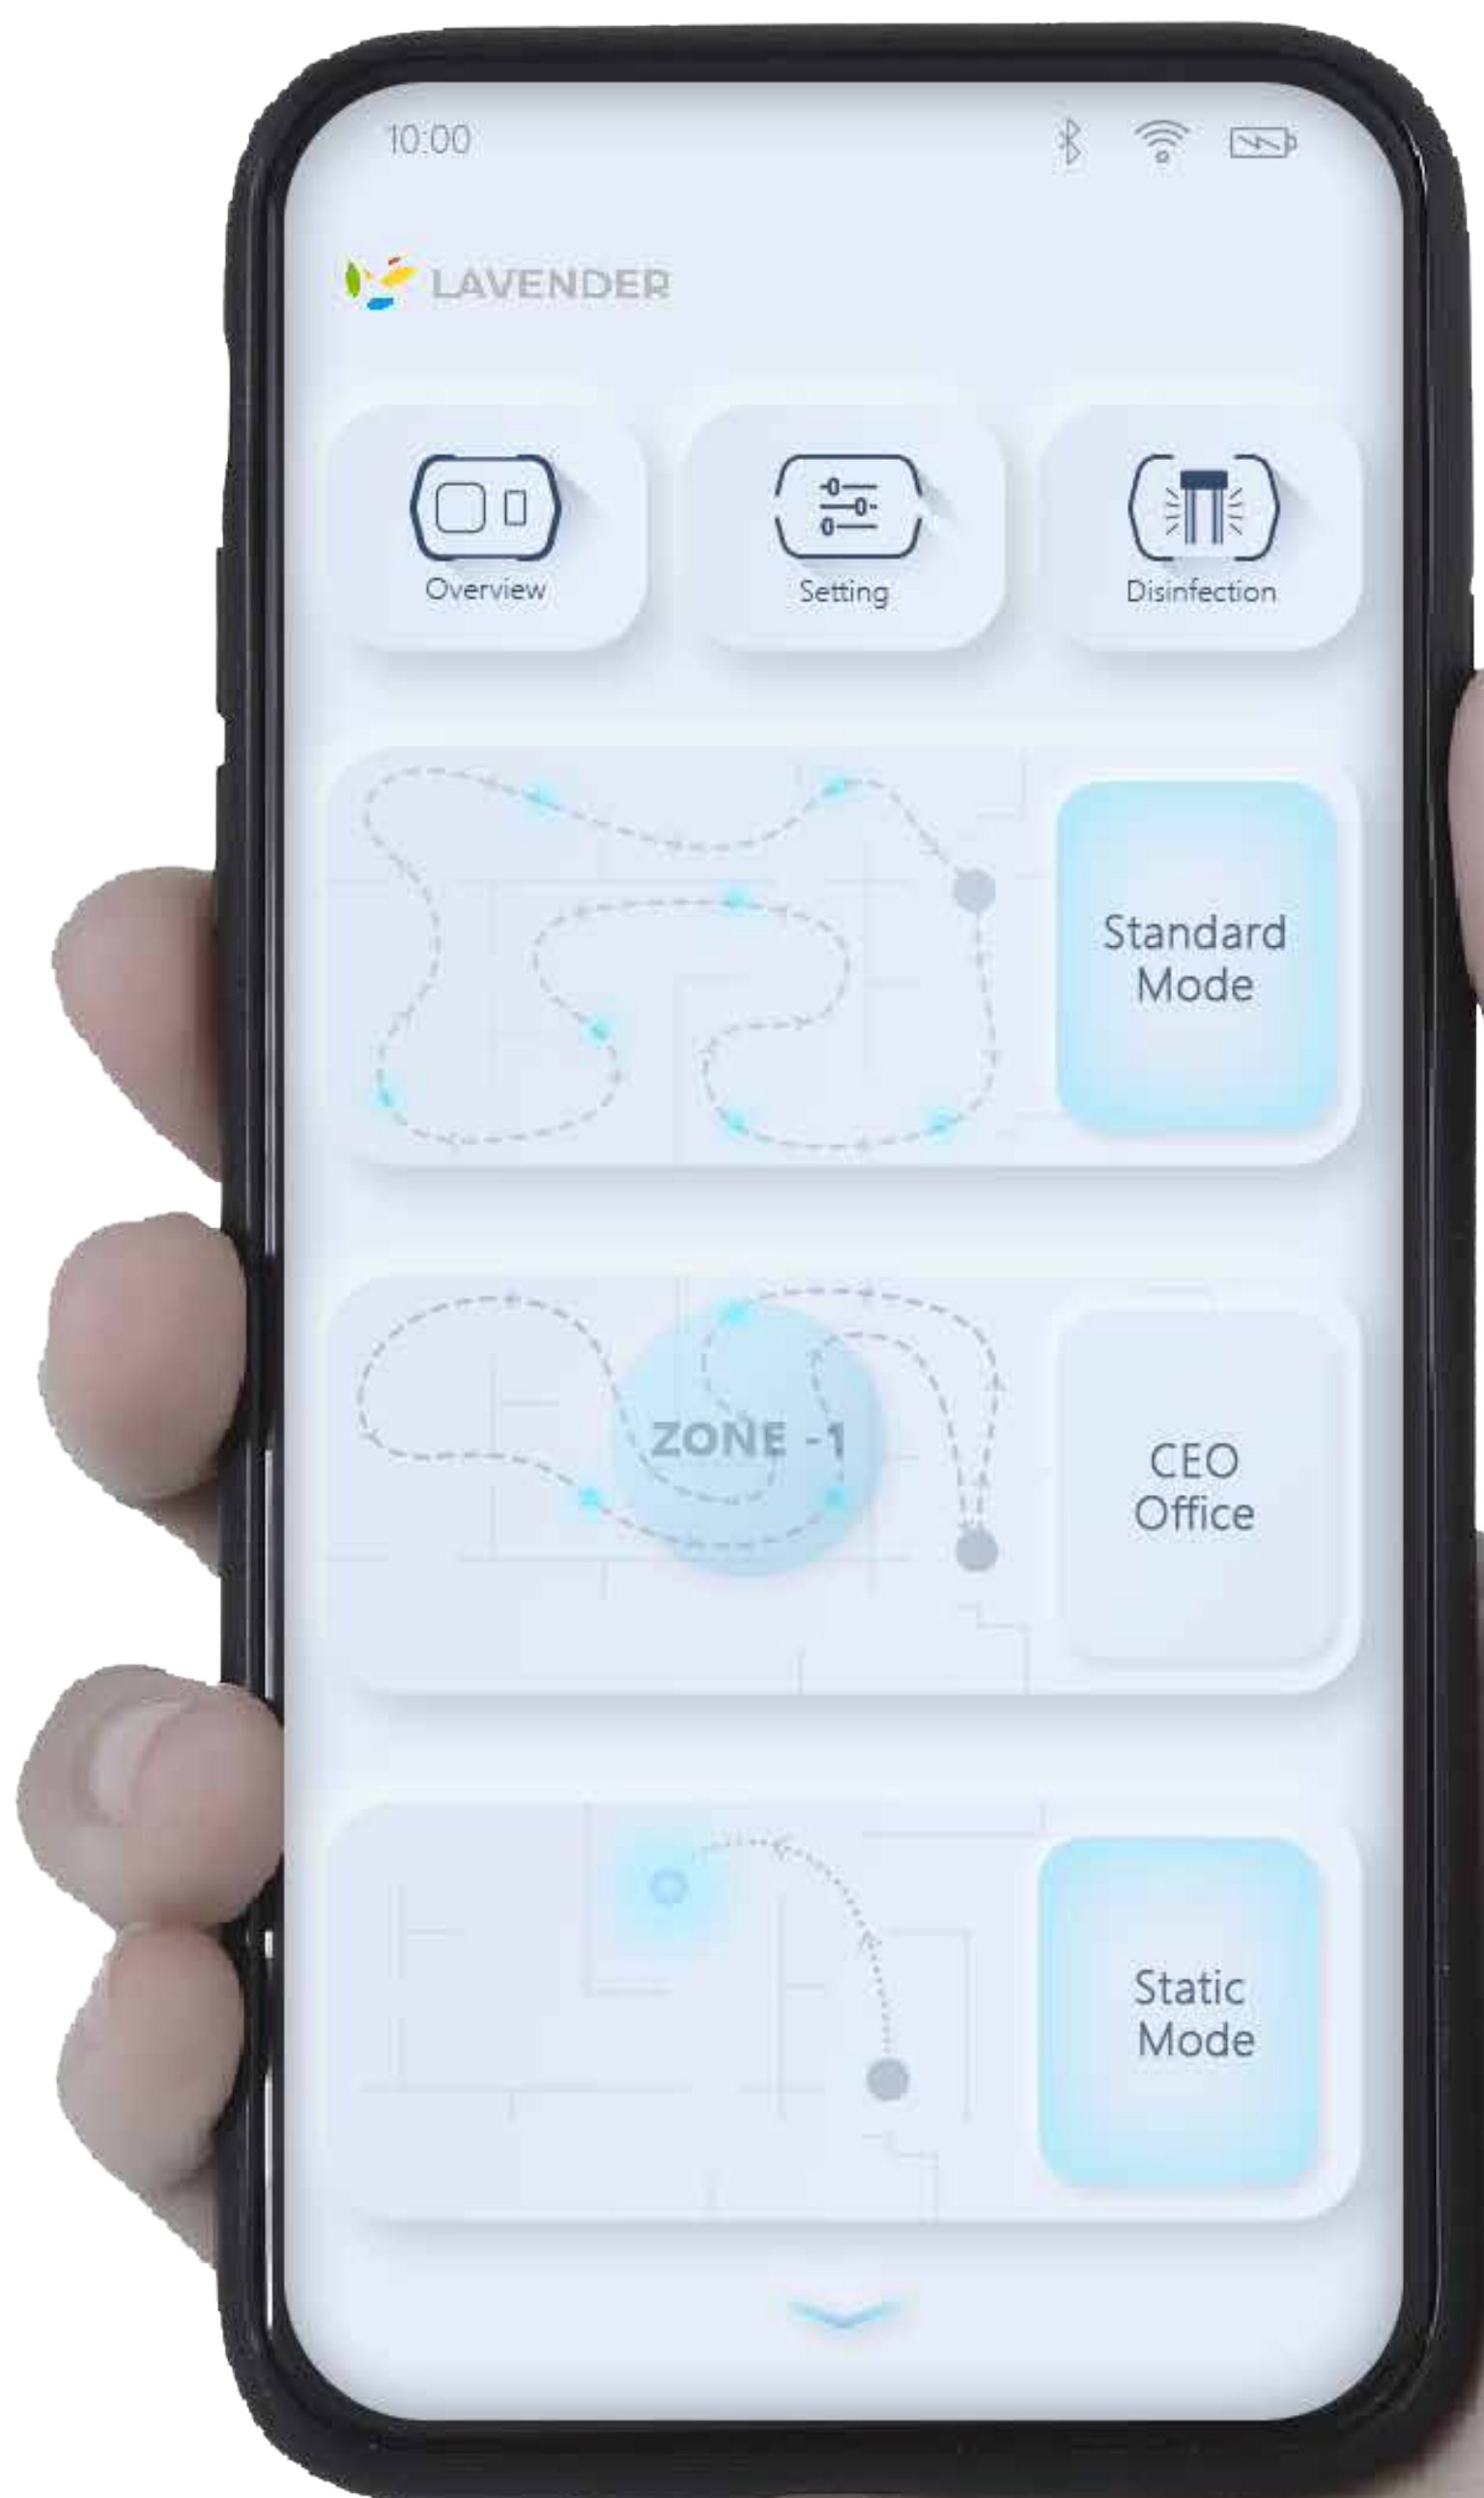 10:00
LAVENDER
Overview
Setting
Disinfection
Standard
Mode
ZONE -1
CEO
Office
Static
Mode